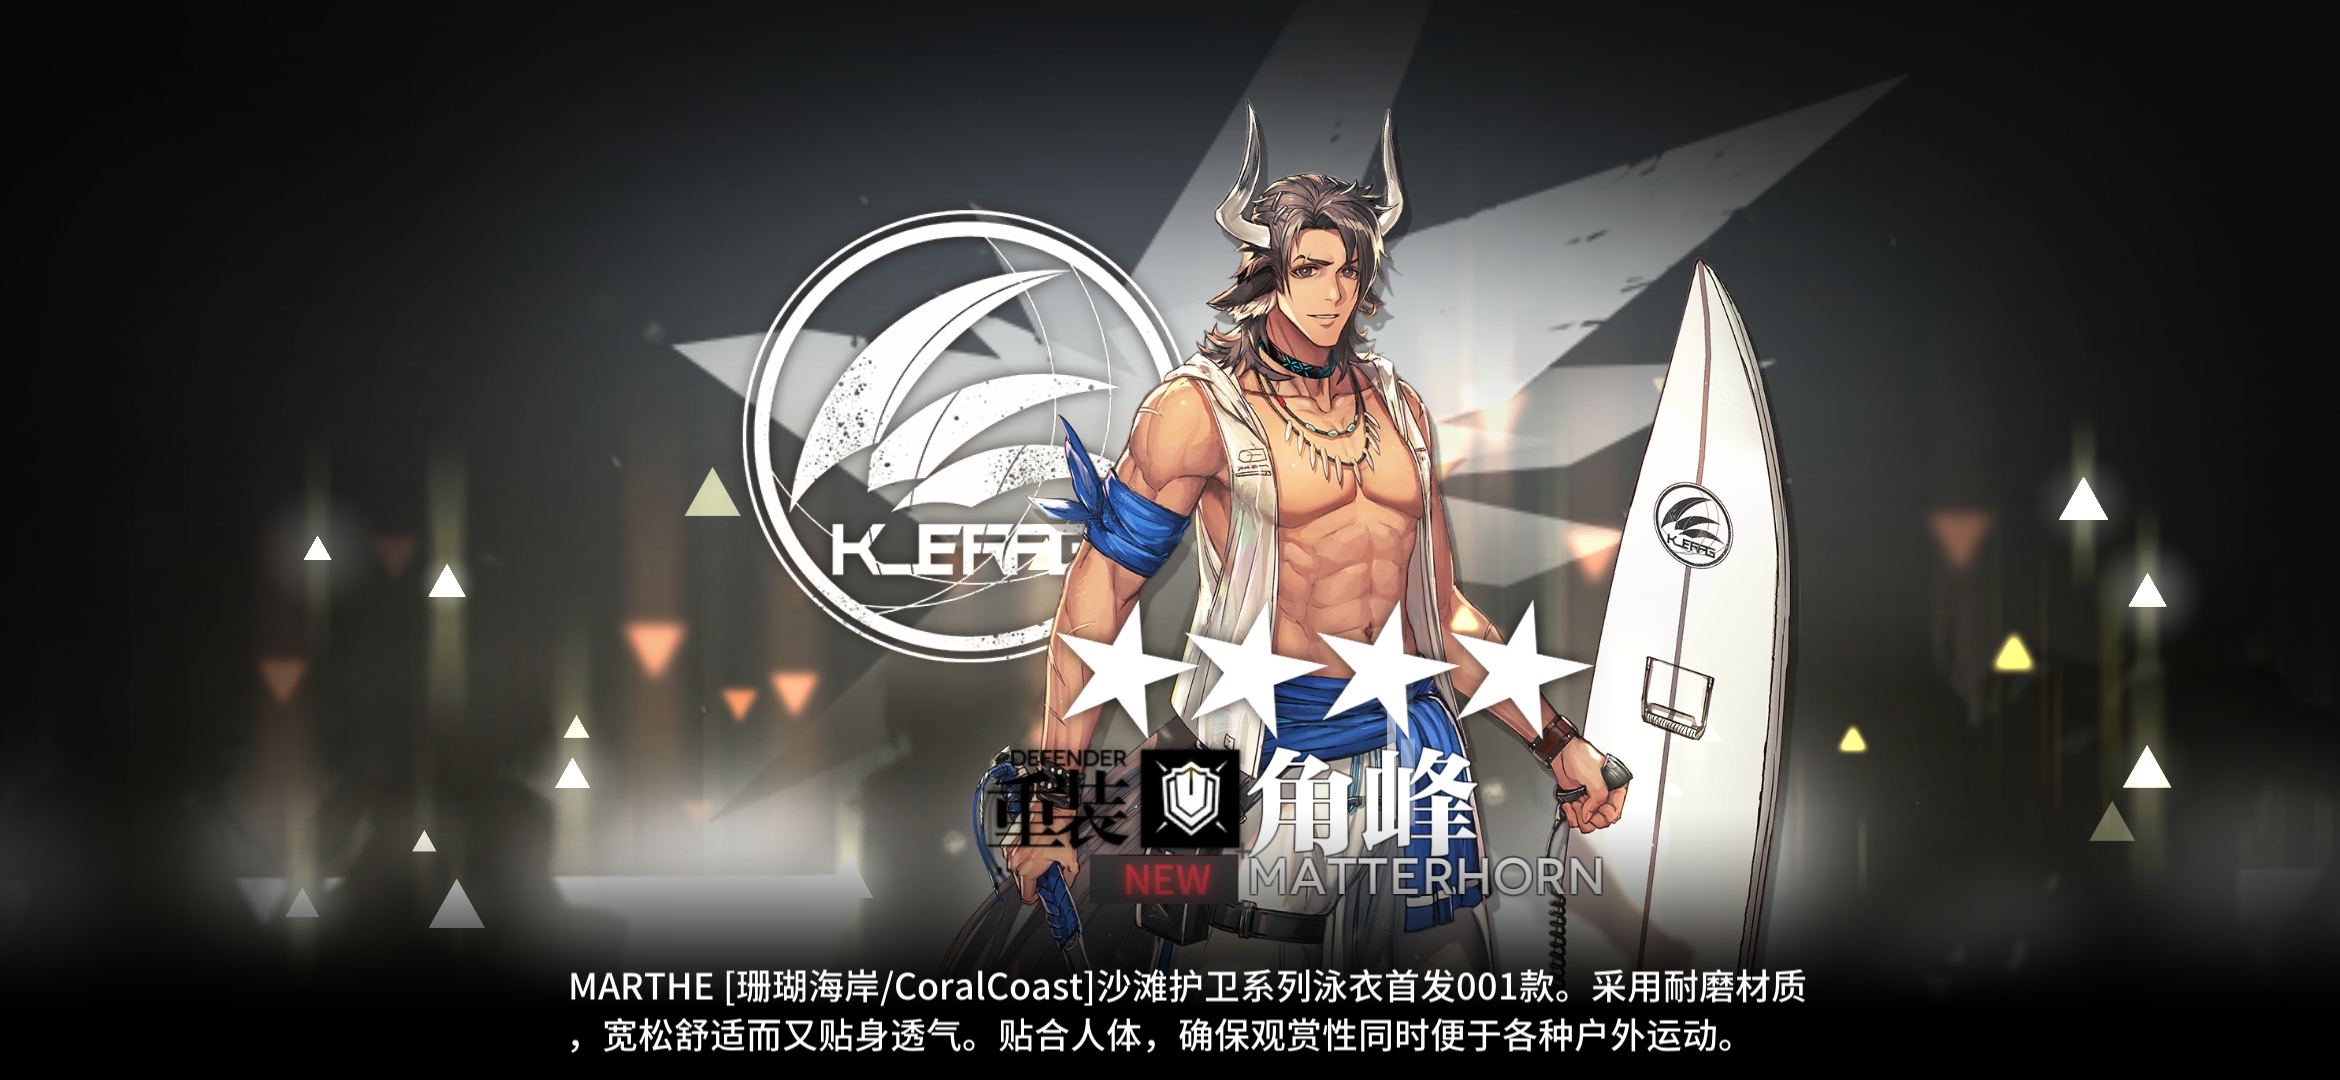 K_ERAG
K_ERAG
DEFENDER
重装
角峰
NEW
MATTERHORN
MARTHE [珊瑚海岸/CoralCoast]沙滩护卫系列泳衣首发001款。采用耐磨材质
，宽松舒适而又贴身透气。贴合人体，确保观赏性同时便于各种户外运动。